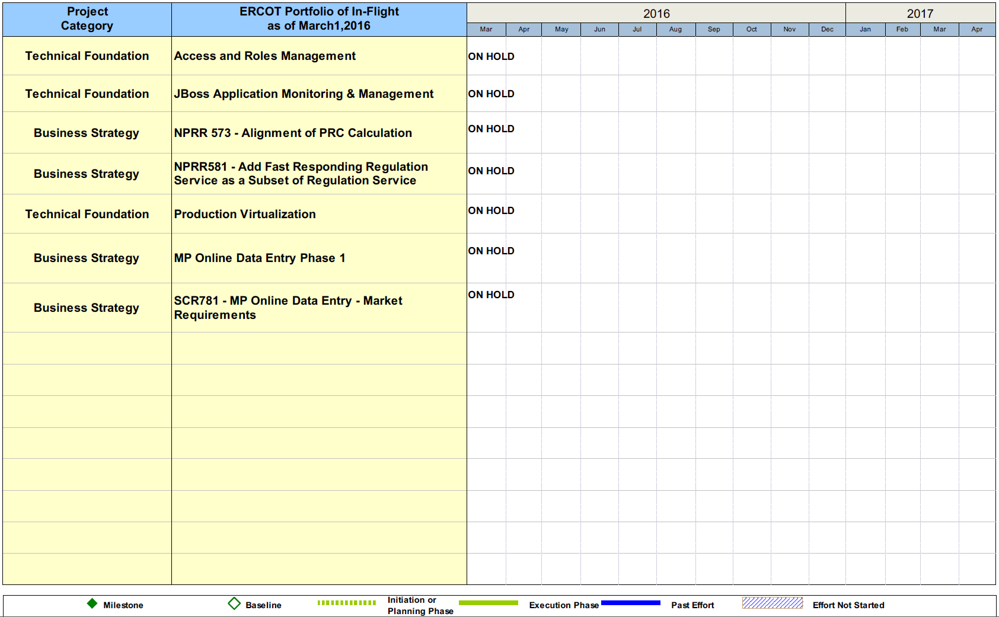 Project
Category
ERCOT Portfolio of In-Flight
as of March1,2016
2016
2017
Mar Apr May Jun Jul Aug Sep Oct Nov Dec Jan Feb Mar Apr
Technical Foundation
Access and Roles Management
ON HOLD
Technical Foundation
JBoss Application Monitoring & Management
ON HOLD
Business Strategy
NPRR 573 - Alignment of PRC Calculation
ON HOLD
Business Strategy
NPRR581 - Add Fast Responding Regulation
Service as a Subset of Regulation Service
ON HOLD
Technical Foundation
Production Virtualization
ON HOLD
Business Strategy
MP Online Data Entry Phase 1
ON HOLD
Business Strategy
SCR781 - MP Online Data Entry - Market
Requirements
ON HOLD
Milestone
Baseline
Initiation or
Planning Phase
Execution Phase
Past Effort
Effort Not Started